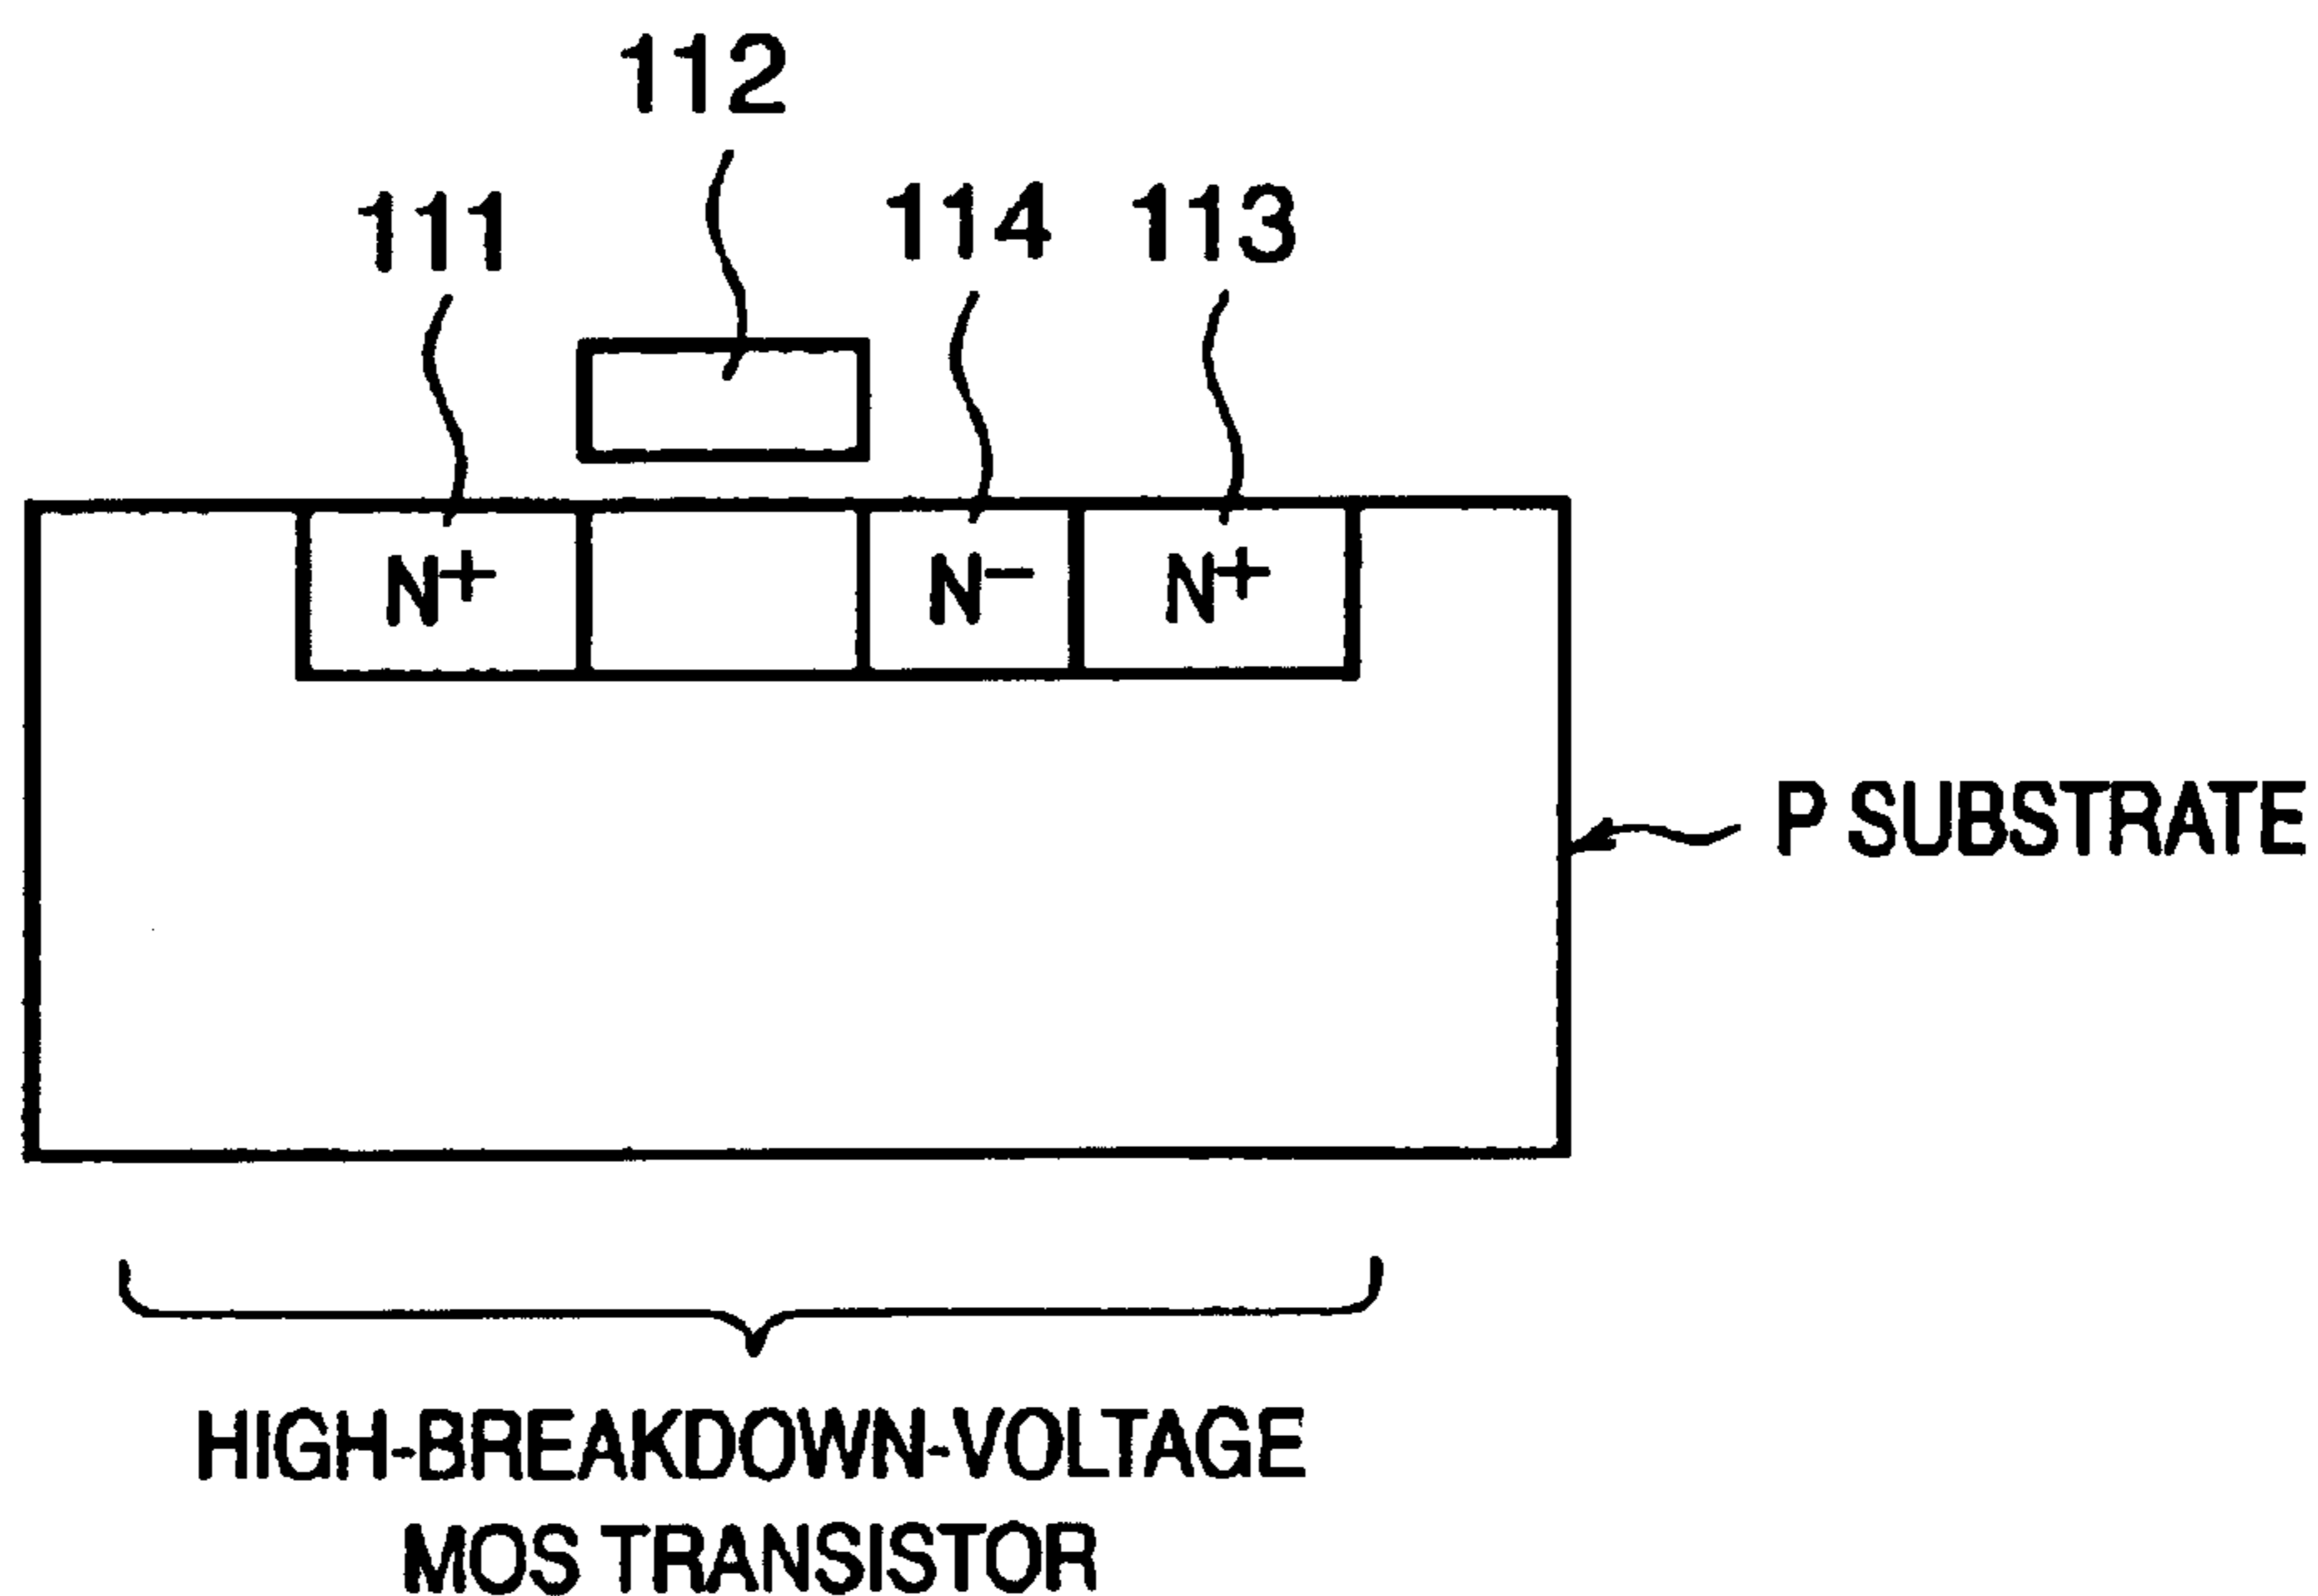 112
111
114
113
N+
N-
N+
P SUBSTRATE
HIGH-BREAKDOWN-VOLTAGE
MOS TRANSISTOR